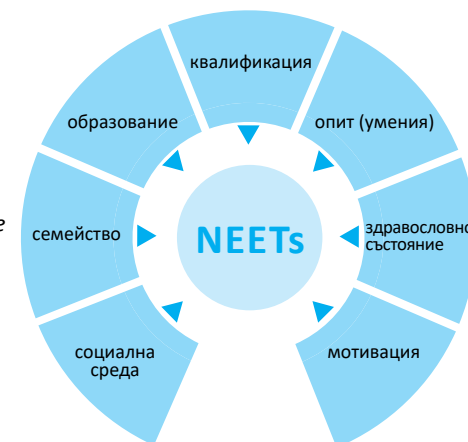 квалификация
образование
опит (умения)
е
семейство
NEETs
здравословно
състояние
социална
среда
мотивация